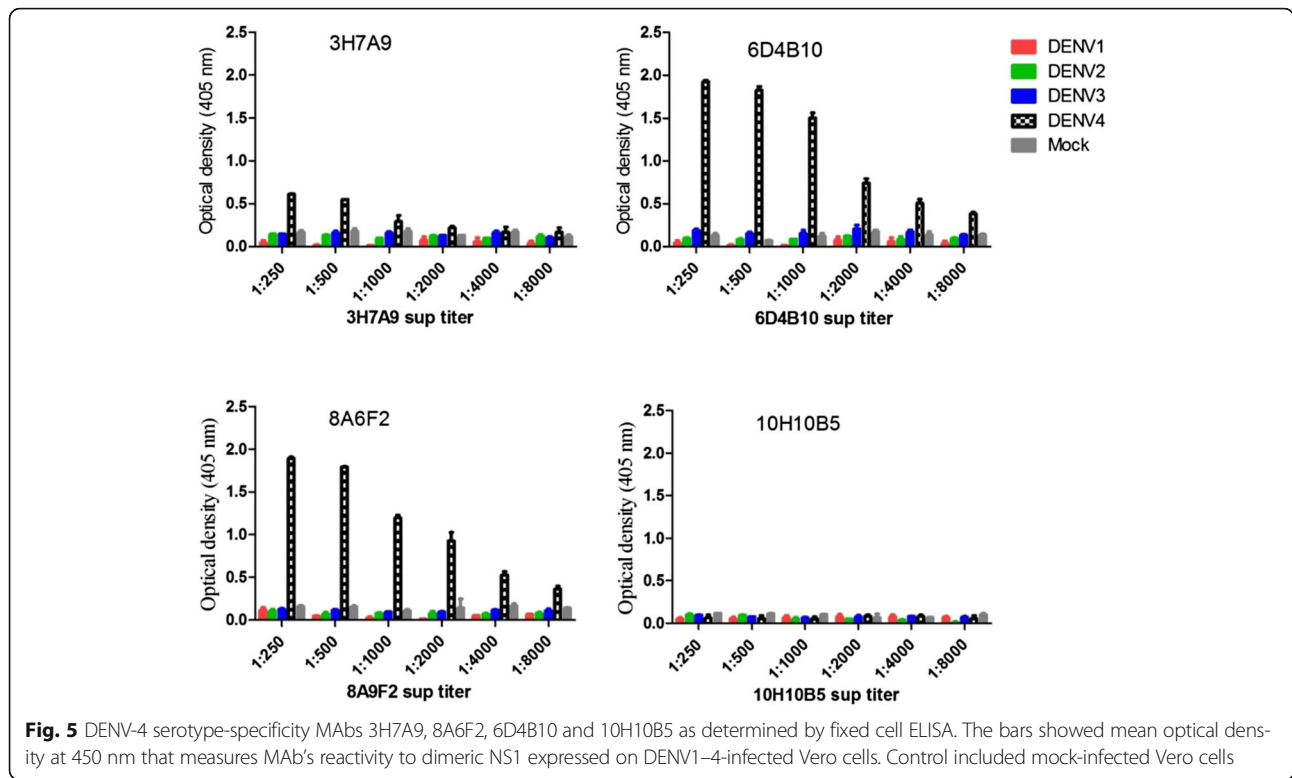 3H7A9
Optical density (405 nm)
2.5
2.0
1.5
1.0
0.5
0.0
1:250
1:500
1:1000
1:2000
1:4000
1:8000
3H7A9 sup titer
6D4B10
Optical density (405 nm)
2.5
2.0
1.5
1.0
0.5
0.0
1:250
1:500
1:1000
1:2000
1:4000
1:8000
6D4B10 sup titer
DENV1
DENV2
DENV3
DENV4
Mock
8A6F2
Optical density (405 nm)
2.5
2.0
1.5
1.0
0.5
0.0
1:250
1:500
1:1000
1:2000
1:4000
1:8000
8A9F2 sup titer
10H10B5
Optical density (405 nm)
2.5
2.0
1.5
1.0
0.5
0.0
1:250
1:500
1:1000
1:2000
1:4000
1:8000
10H10B5 sup titer
Fig. 5 DENV-4 serotype-specificity MAbs 3H7A9, 8A6F2, 6D4B10 and 10H10B5 as determined by fixed cell ELISA. The bars showed mean optical dens-
ity at 450 nm that measures MAb's reactivity to dimeric NS1 expressed on DENV1–4-infected Vero cells. Control included mock-infected Vero cells